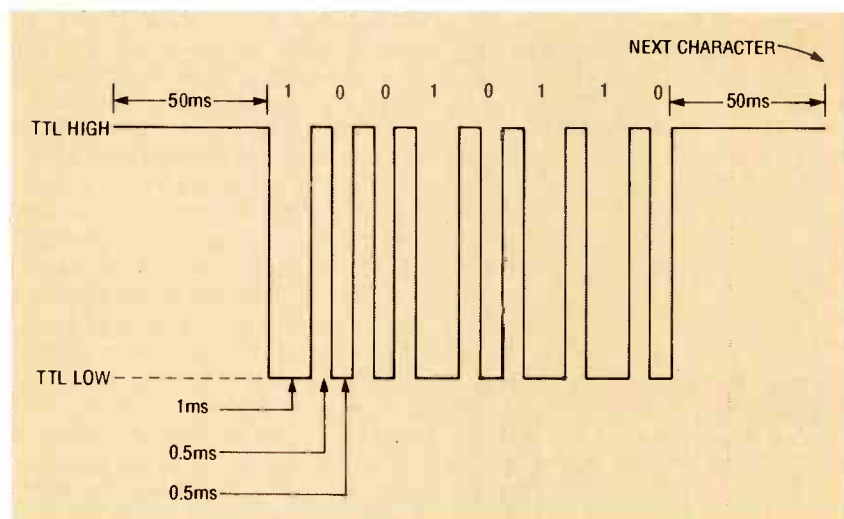 NEXT CHARACTER
50ms 1 0 0 1 0 1 1 0 50ms
TTL HIGH
TTL LOW
1ms
0.5ms
0.5ms